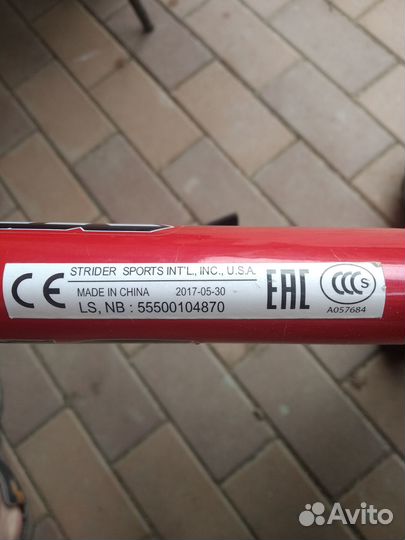 CE STRIDER SPORTS INT'L., INC., U.S.A. EAC CCC S
MADE IN CHINA 2017-05-30
LS, NB : 55500104870 A057684
Avito